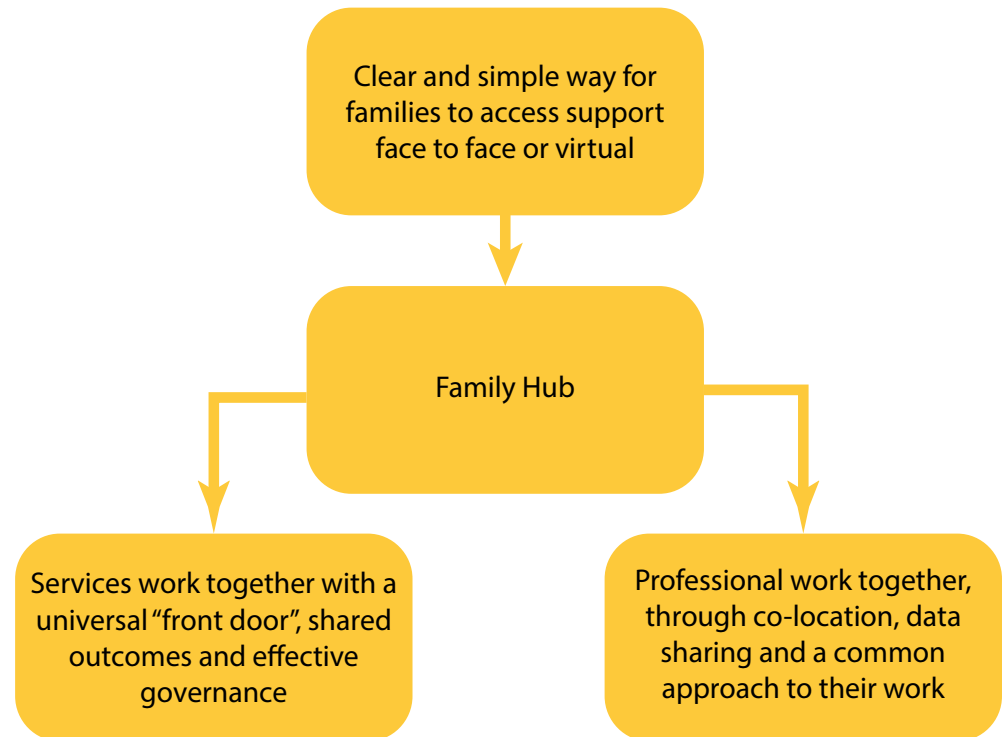 Clear and simple way for
families to access support
face to face or virtual
Family Hub
Services work together with a
universal “front door”, shared
outcomes and effective
governance
Professional work together,
through co-location, data
sharing and a common
approach to their work